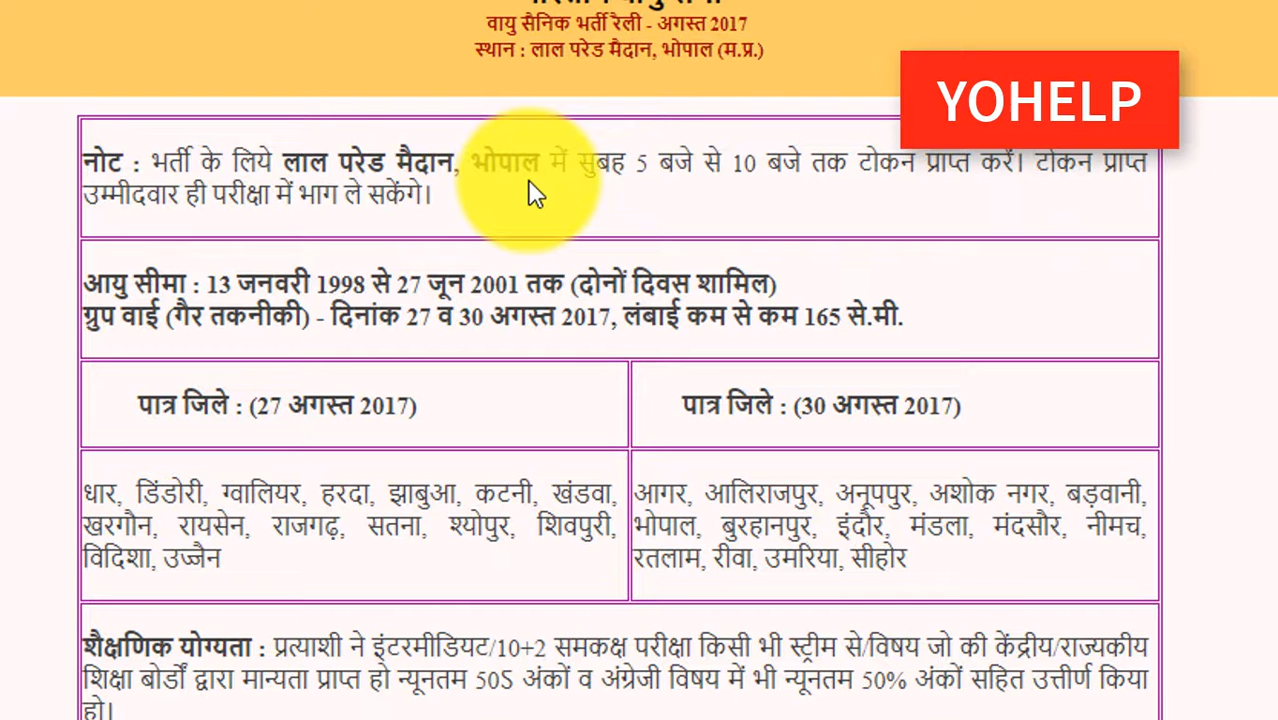 वायु सैनिक भर्ती रैली - अगस्त 2017
स्थान : लाल परेड मैदान, भोपाल (म.प्र.)
YOHELP
नोट : भर्ती के लिये लाल परेड मैदान, भोपाल में सुबह 5 बजे से 10 बजे तक टोकन प्राप्त करें। टोकन प्राप्त
उम्मीदवार ही परीक्षा में भाग ले सकेंगे।
आयु सीमा : 13 जनवरी 1998 से 27 जून 2001 तक (दोनों दिवस शामिल)
ग्रुप वाई (गैर तकनीकी) - दिनांक 27 व 30 अगस्त 2017, लंबाई कम से कम 165 से.मी.
पात्र जिले : (27 अगस्त 2017)
पात्र जिले : (30 अगस्त 2017)
धार, डिंडोरी, ग्वालियर, हरदा, झाबुआ, कटनी, खंडवा,
खरगौन, रायसेन, राजगढ़, सतना, श्योपुर, शिवपुरी,
विदिशा, उज्जैन
आगर, आलिराजपुर, अनूपपुर, अशोक नगर, बड़वानी,
भोपाल, बुरहानपुर, इंदौर, मंडला, मंदसौर, नीमच,
रतलाम, रीवा, उमरिया, सीहोर
शैक्षणिक योग्यता : प्रत्याशी ने इंटरमीडियट/10+2 समकक्ष परीक्षा किसी भी स्ट्रीम से/विषय जो की केंद्रीय/राज्यकीय
शिक्षा बोर्डों द्वारा मान्यता प्राप्त हो न्यूनतम 50S अंकों व अंग्रेजी विषय में भी न्यूनतम 50% अंकों सहित उत्तीर्ण किया
हो।